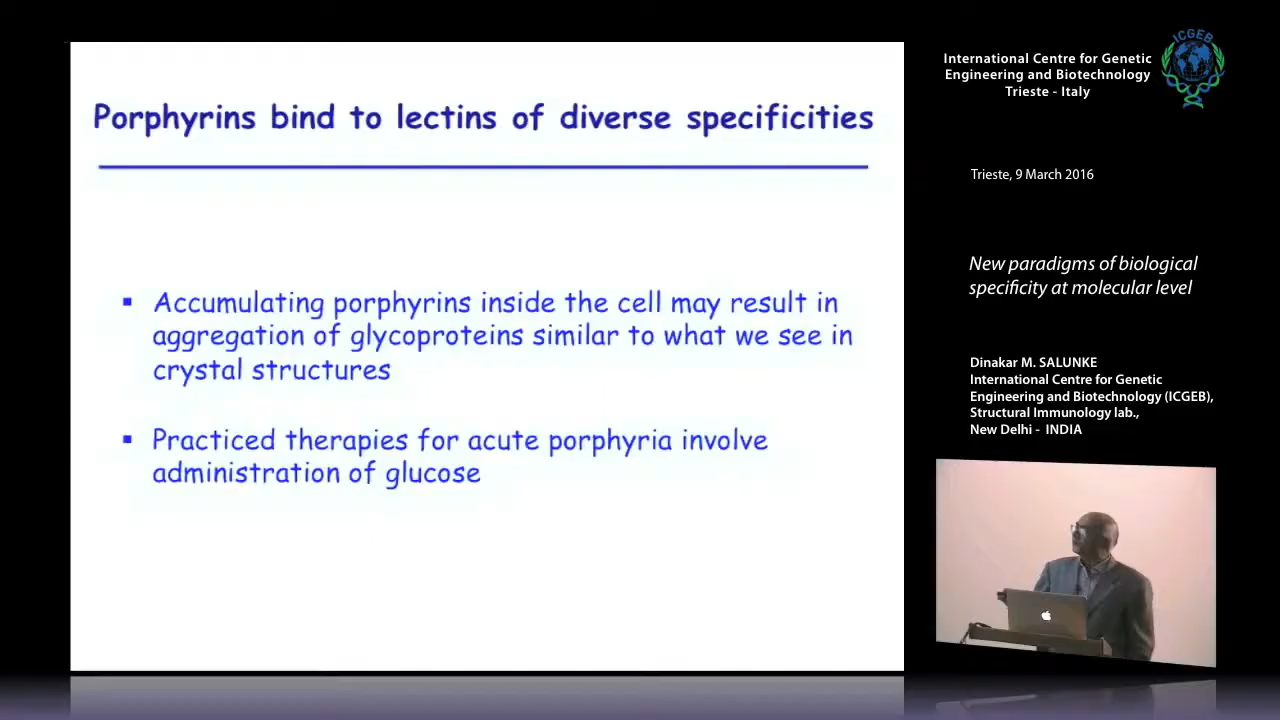 Porphyrins bind to lectins of diverse specificities
▪ Accumulating porphyrins inside the cell may result in
aggregation of glycoproteins similar to what we see in
crystal structures
▪ Practiced therapies for acute porphyria involve
administration of glucose
ICGEB
International Centre for Genetic
Engineering and Biotechnology
Trieste - Italy
Trieste, 9 March 2016
New paradigms of biological
specificity at molecular level
Dinakar M. SALUNKE
International Centre for Genetic
Engineering and Biotechnology (ICGEB),
Structural Immunology lab.,
New Delhi - INDIA